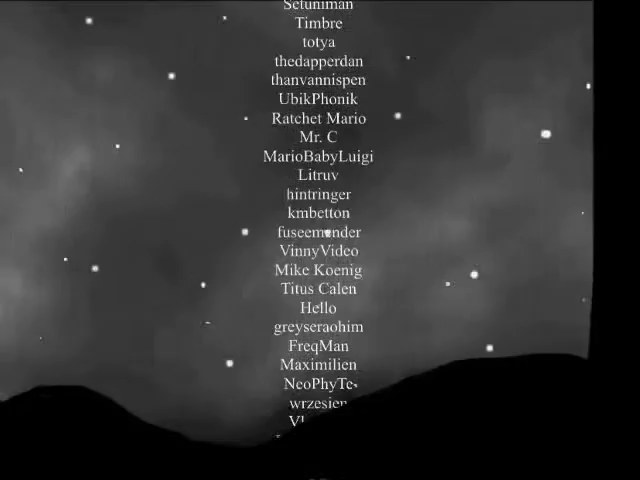 Setuniman
Timbre
totya
thedapperdan
thanvannispen
UbikPhonik
Ratchet Mario
Mr. C
MarioBabyLuigi
Litruv
hintringer
kmbetton
fuseemender
VinnyVideo
Mike Koenig
Titus Calen
Hello
greyseraohim
FreqMan
Maximilien
NeoPhyTe
wrzesien